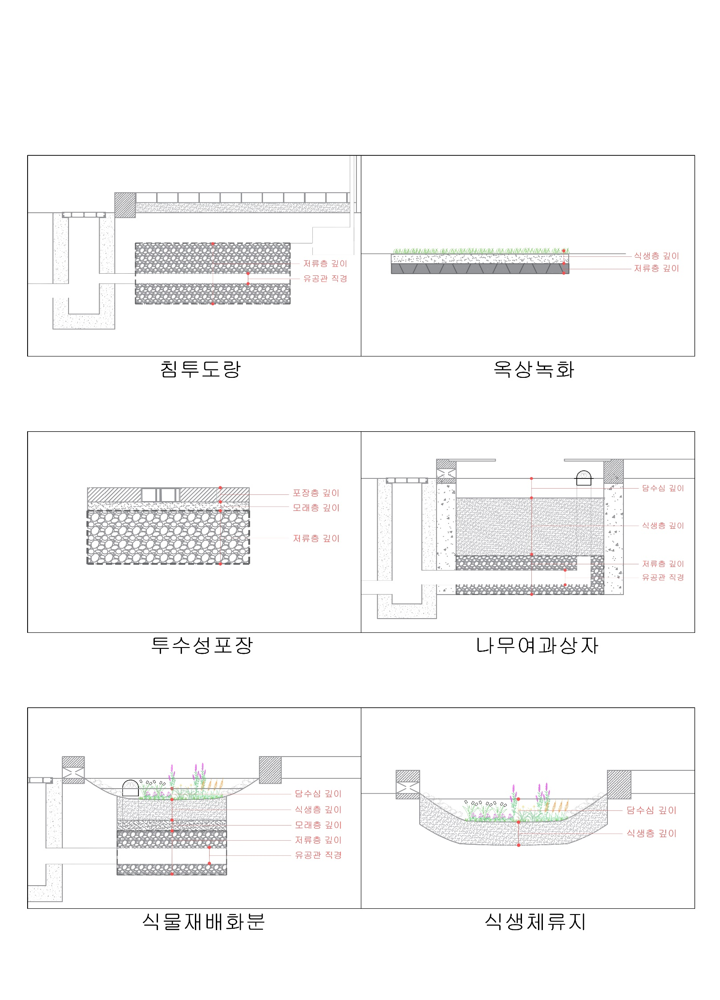 저류층 깊이
유공관 직경
침투도랑
식생층 깊이
저류층 깊이
옥상녹화
포장층 깊이
모래층 깊이
저류층 깊이
투수성포장
담수심 깊이
식생층 깊이
저류층 깊이
유공관 직경
나무여과상자
담수심 깊이
식생층 깊이
모래층 깊이
저류층 깊이
유공관 직경
식물재배화분
담수심 깊이
식생층 깊이
식생체류지